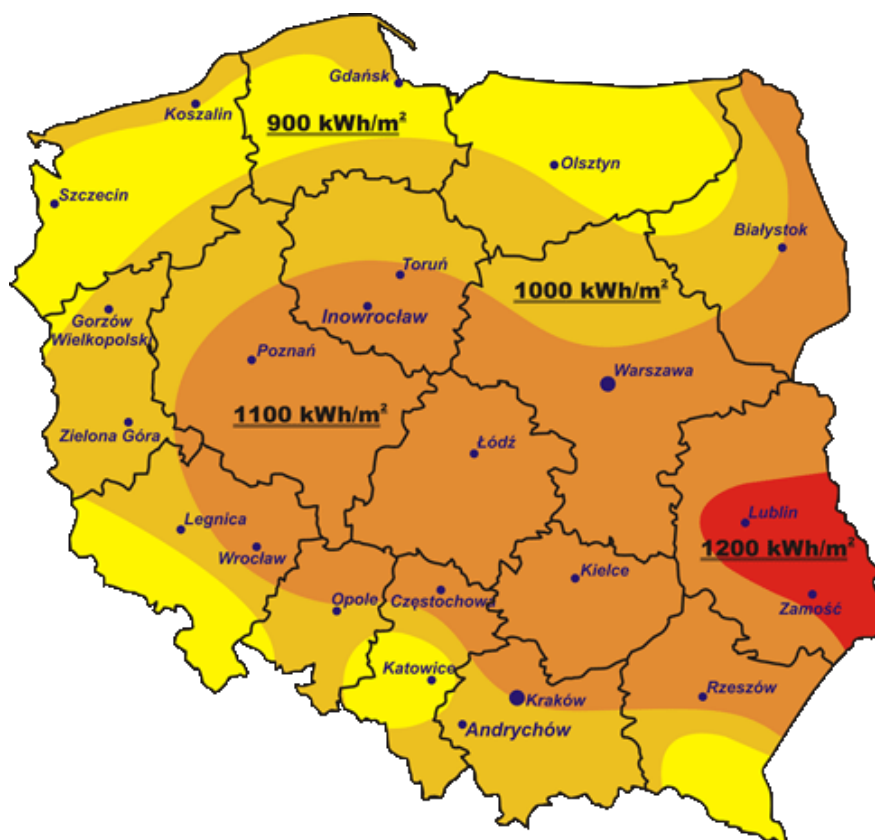 Gdańsk
Koszalin
900 kWh/m²
Olsztyn
Szczecin
Białystok
Toruń
1000 kWh/m²
Inowrocław
Gorzów
Wielkopolski
Poznań
Warszawa
1100 kWh/m²
Zielona Góra
Łódź
Legnica
Lublin
Wrocław
1200 kWh/m²
Kielce
Opole
Częstochowa
Zamość
Katowice
Kraków
Rzeszów
Andrychów